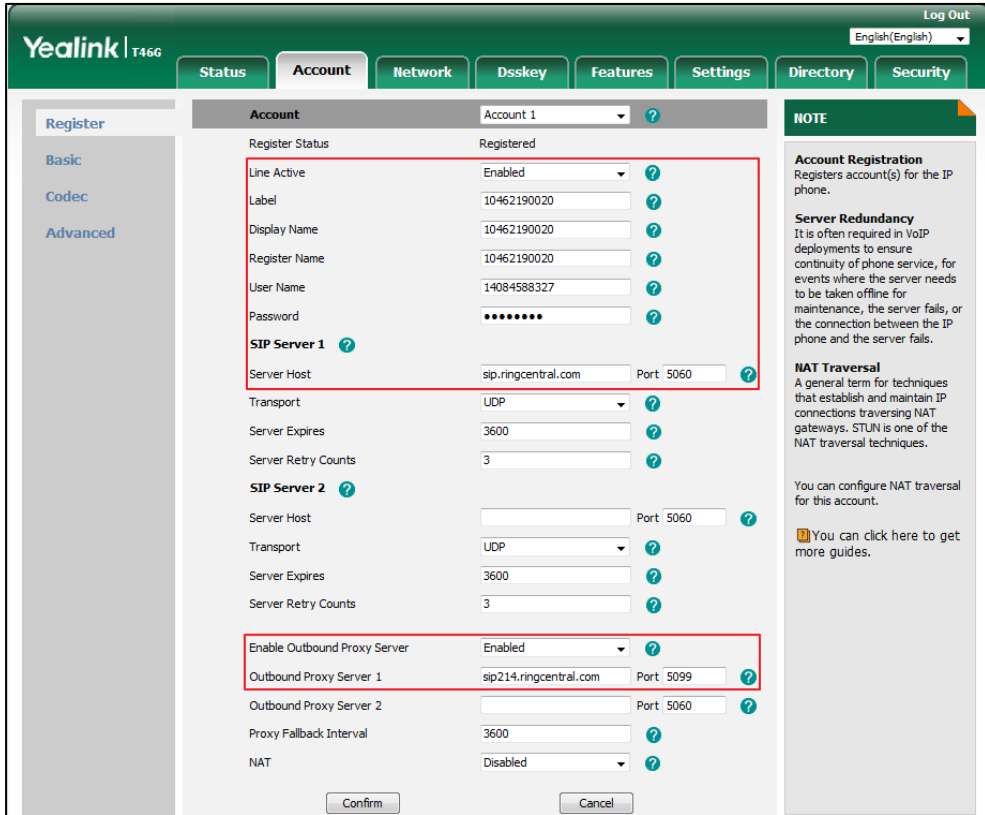 Log Out
English(English)
Yealink T46G
Status Account Network Dsskey Features Settings Directory Security
Register
Basic
Codec
Advanced
Account Account 1
Register Status Registered
Line Active Enabled
Label 10462190020
Display Name 10462190020
Register Name 10462190020
User Name 14084588327
Password ••••••••
SIP Server 1
Server Host sip.ringcentral.com Port 5060
Transport UDP
Server Expires 3600
Server Retry Counts 3
SIP Server 2
Server Host Port 5060
Transport UDP
Server Expires 3600
Server Retry Counts 3
Enable Outbound Proxy Server Enabled
Outbound Proxy Server 1 sip214.ringcentral.com Port 5099
Outbound Proxy Server 2 Port 5060
Proxy Fallback Interval 3600
NAT Disabled
Confirm Cancel
NOTE
Account Registration
Registers account(s) for the IP
phone.
Server Redundancy
It is often required in VoIP
deployments to ensure
continuity of phone service, for
events where the server needs
to be taken offline for
maintenance, the server fails, or
the connection between the IP
phone and the server fails.
NAT Traversal
A general term for techniques
that establish and maintain IP
connections traversing NAT
gateways. STUN is one of the
NAT traversal techniques.
You can configure NAT traversal
for this account.
You can click here to get
more guides.